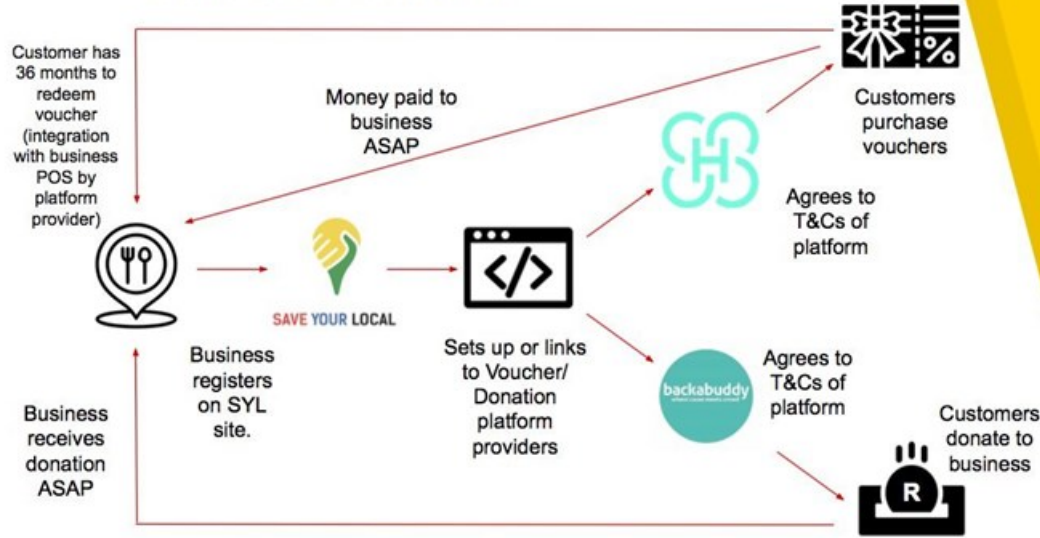 Customer has
36 months to
redeem
voucher
(integration
with business
POS by
platform
provider)
Money paid to
business
ASAP
%
Customers
purchase
vouchers
H
Agrees to
T&Cs of
platform
</>
SAVE YOUR LOCAL
Business
registers
on SYL
site.
Sets up or links
to Voucher/
Donation
platform
providers
backabuddy
Agrees to
T&Cs of
platform
Business
receives
donation
ASAP
Customers
donate to
business
R